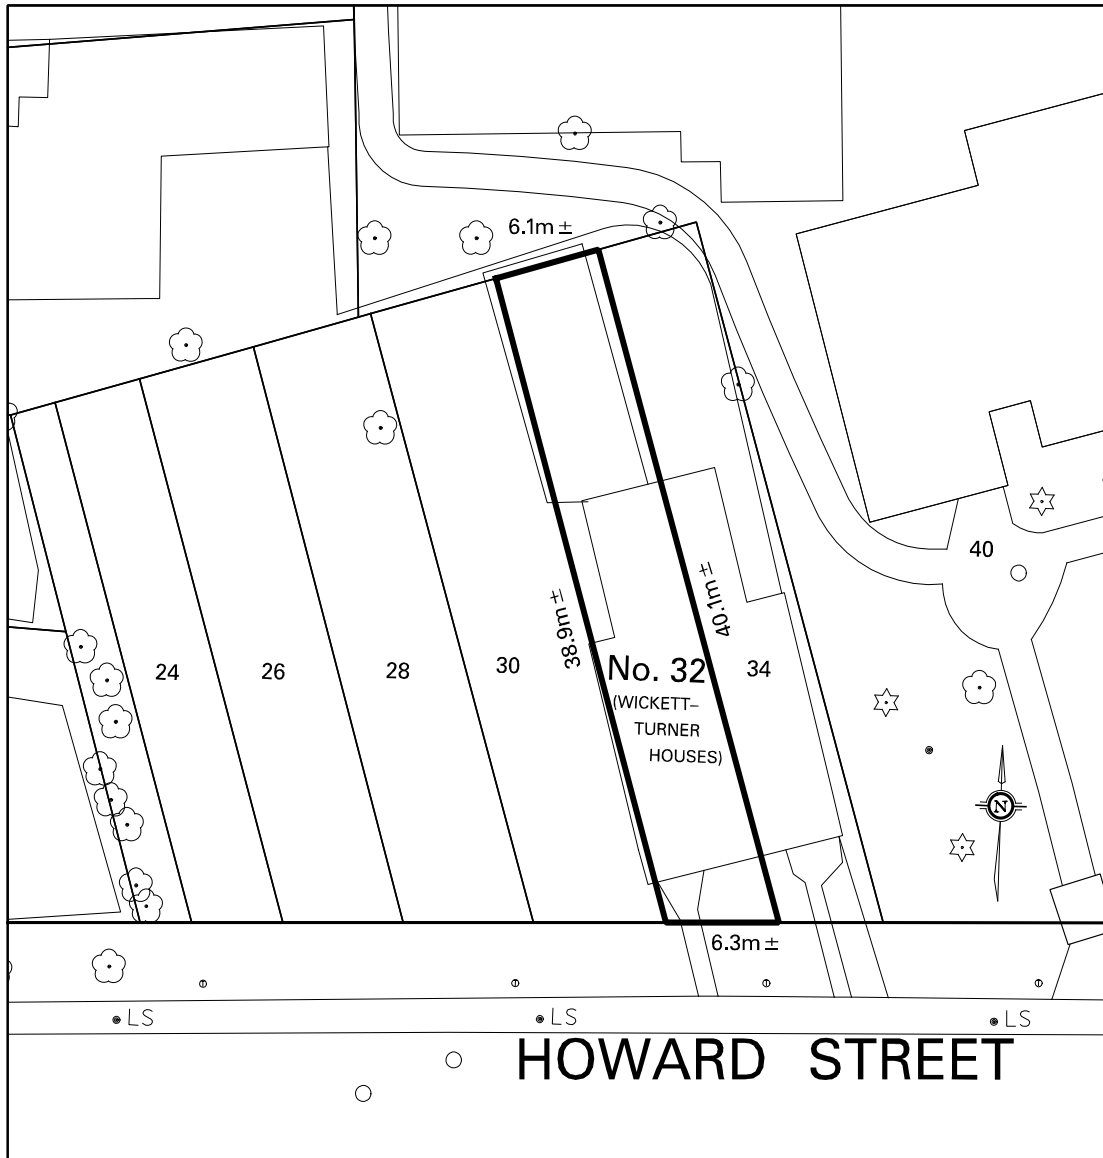 6.1m ±
40
38.9m ±
40.1m ±
24
26
28
30
No. 32
34
(WICKETT–
TURNER
HOUSES)
N
6.3m ±
LS
LS
LS
HOWARD STREET